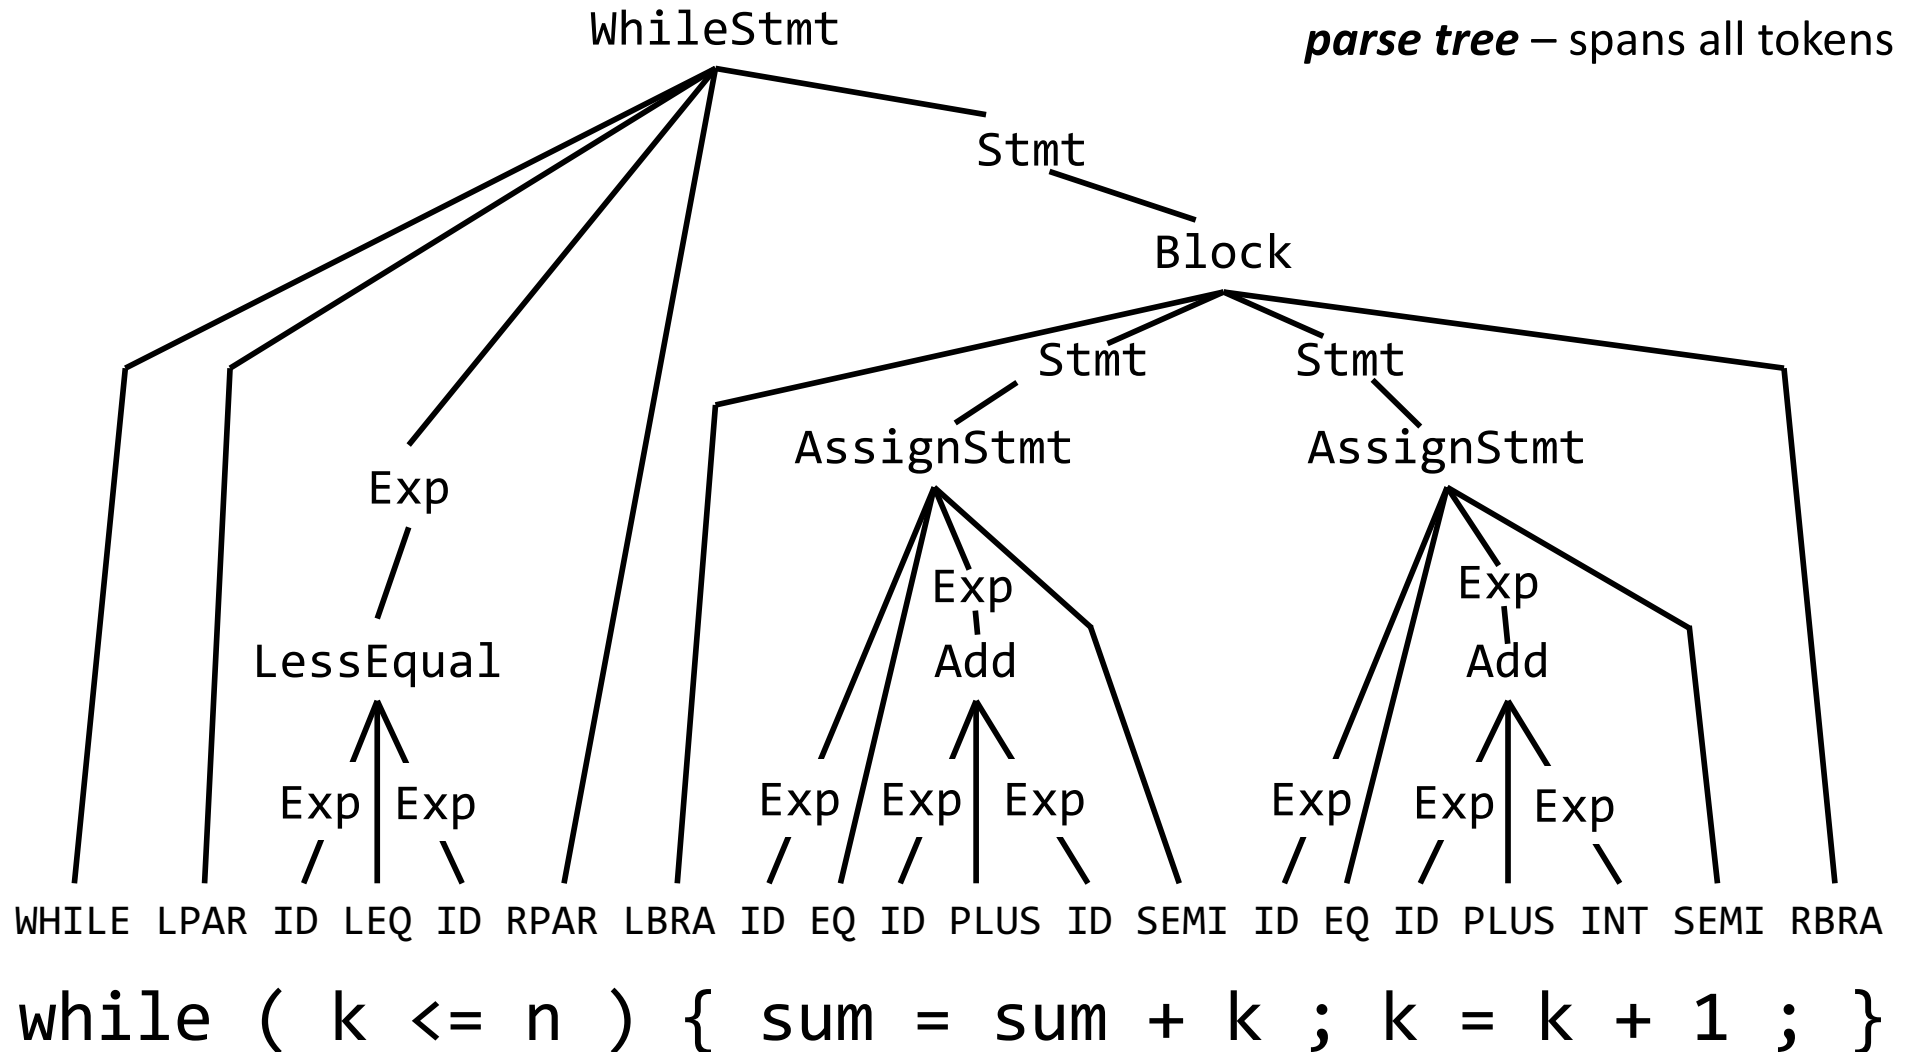 WhileStmt
parse tree – spans all tokens
Stmt
Block
Stmt Stmt
AssignStmt AssignStmt
Exp
Exp Exp
LessEqual Add Add
Exp Exp Exp Exp Exp Exp Exp Exp
WHILE LPAR ID LEQ ID RPAR LBRA ID EQ ID PLUS ID SEMI ID EQ ID PLUS INT SEMI RBRA
while ( k <= n ) { sum = sum + k ; k = k + 1 ; }